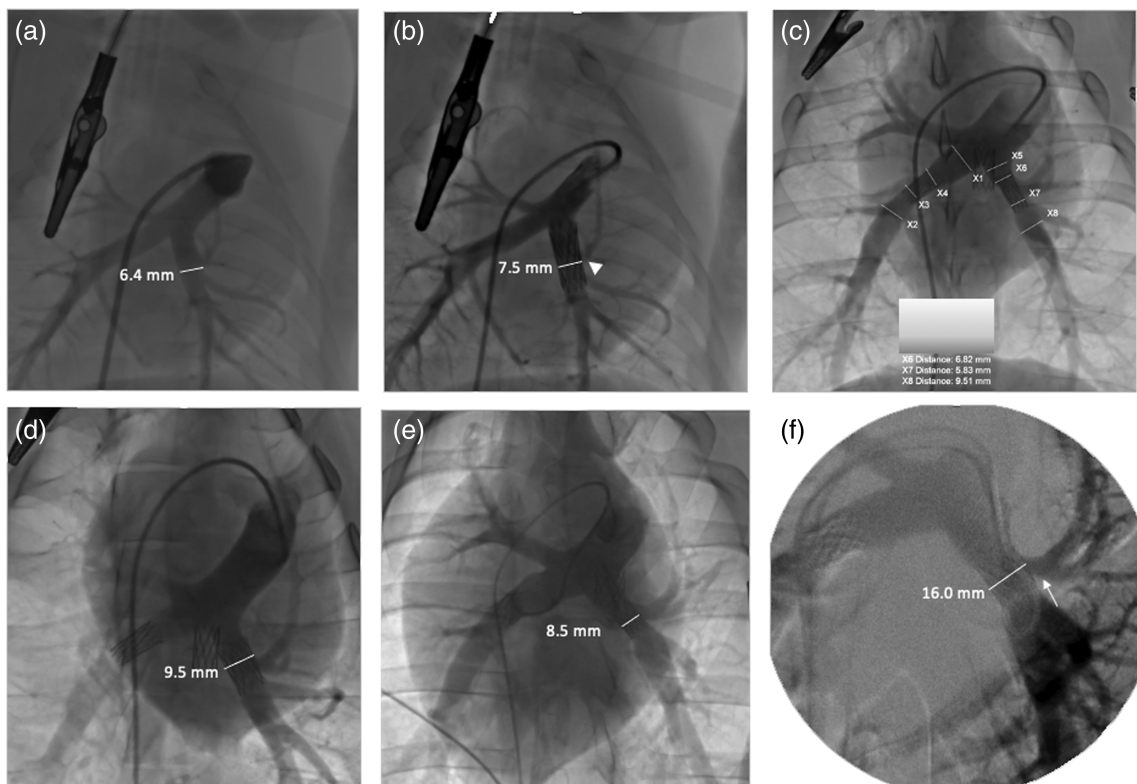 (a)
6.4 mm
(b)
7.5 mm
(c)
X5
X6
X1
X4
X3
X7
X2
X8
X6 Distance: 6.82 mm
X7 Distance: 5.83 mm
X8 Distance: 9.51 mm
(d)
9.5 mm
(e)
8.5 mm
(f)
16.0 mm